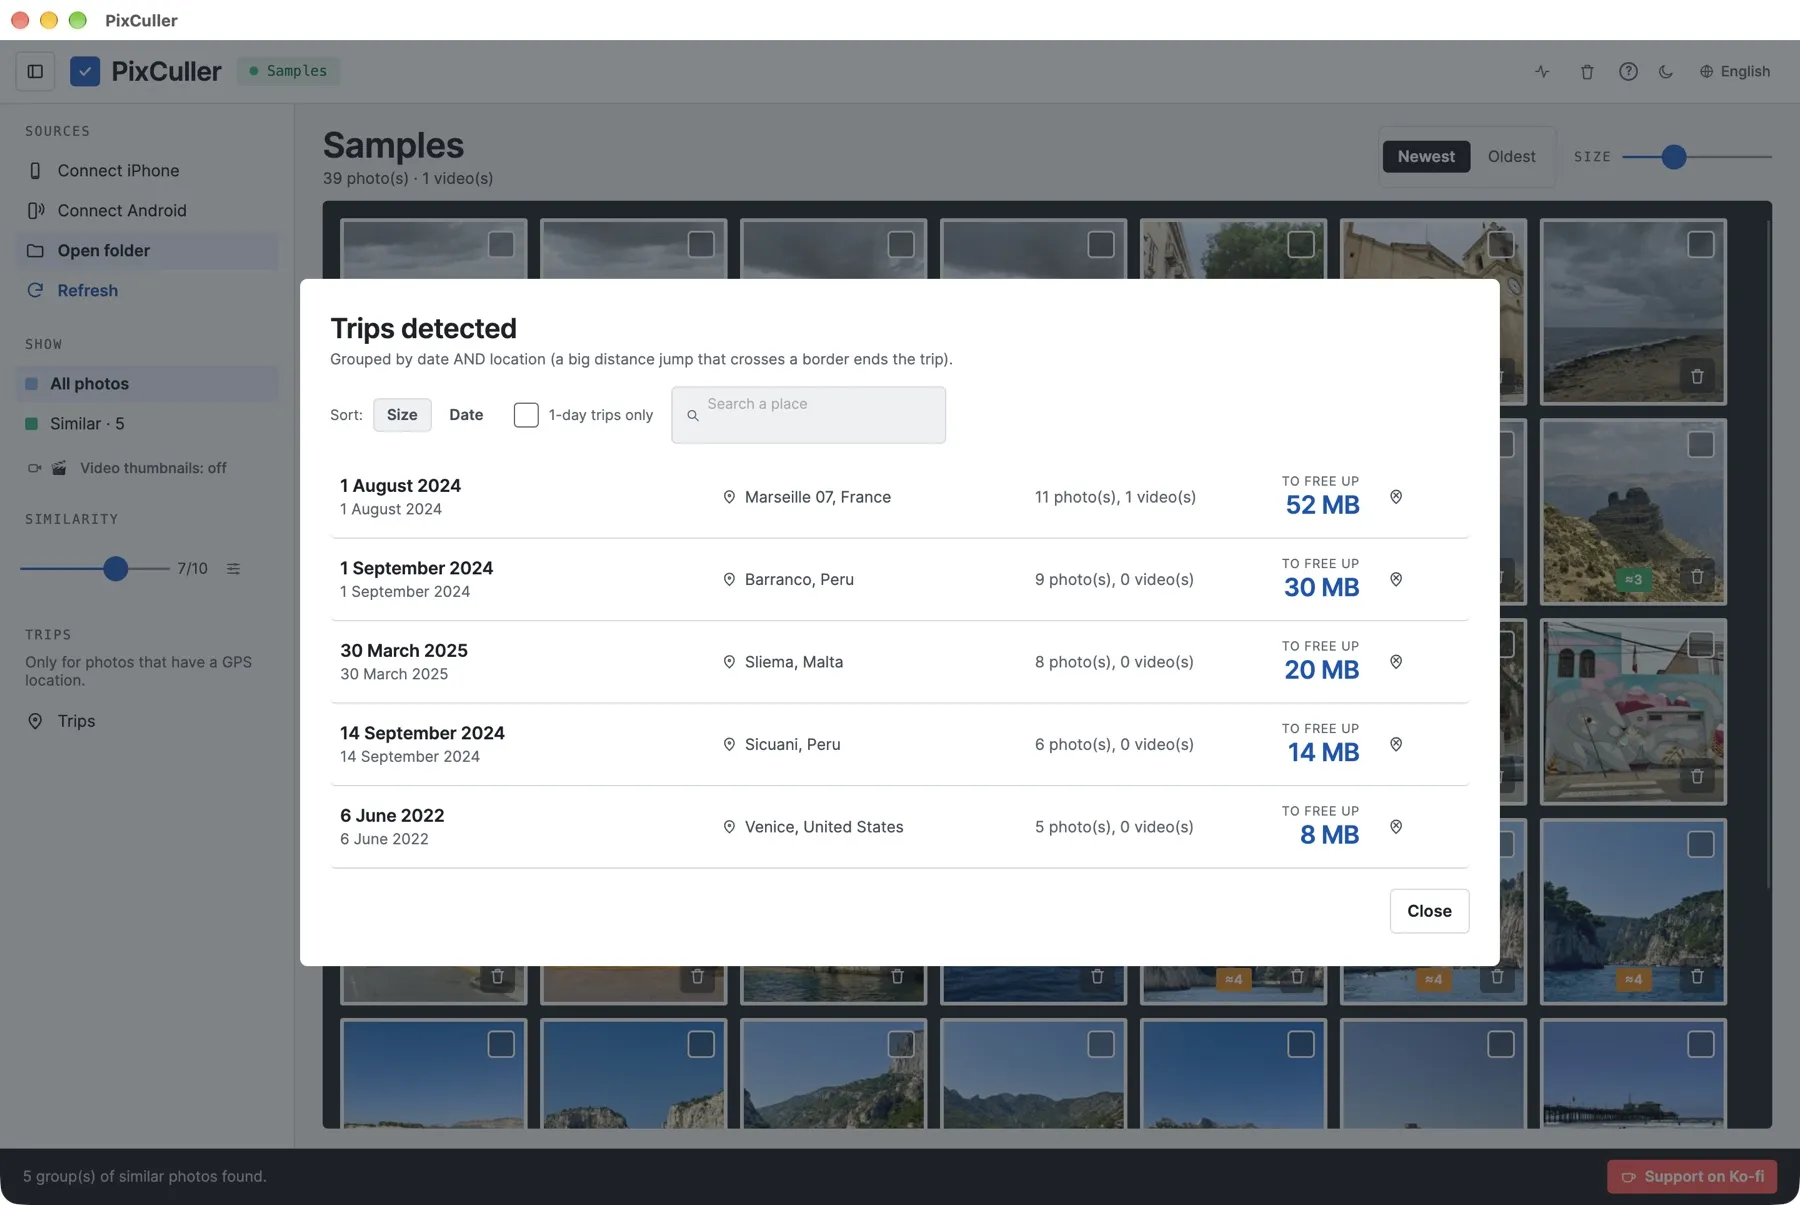 PixCuller
PixCuller
Samples
English
SOURCES
Connect iPhone
Connect Android
Open folder
Refresh
SHOW
All photos
Similar · 5
Video thumbnails: off
SIMILARITY
7/10
TRIPS
Only for photos that have a GPS
location.
Trips
Samples
39 photo(s) · 1 video(s)
Newest
Oldest
SIZE
Trips detected
Grouped by date AND location (a big distance jump that crosses a border ends the trip).
Sort:
Size
Date
1-day trips only
Search a place
1 August 2024
1 August 2024
Marseille 07, France
11 photo(s), 1 video(s)
TO FREE UP
52 MB
1 September 2024
1 September 2024
Barranco, Peru
9 photo(s), 0 video(s)
TO FREE UP
30 MB
30 March 2025
30 March 2025
Sliema, Malta
8 photo(s), 0 video(s)
TO FREE UP
20 MB
14 September 2024
14 September 2024
Sicuani, Peru
6 photo(s), 0 video(s)
TO FREE UP
14 MB
6 June 2022
6 June 2022
Venice, United States
5 photo(s), 0 video(s)
TO FREE UP
8 MB
Close
≈3
≈4
≈4
≈4
5 group(s) of similar photos found.
Support on Ko-fi